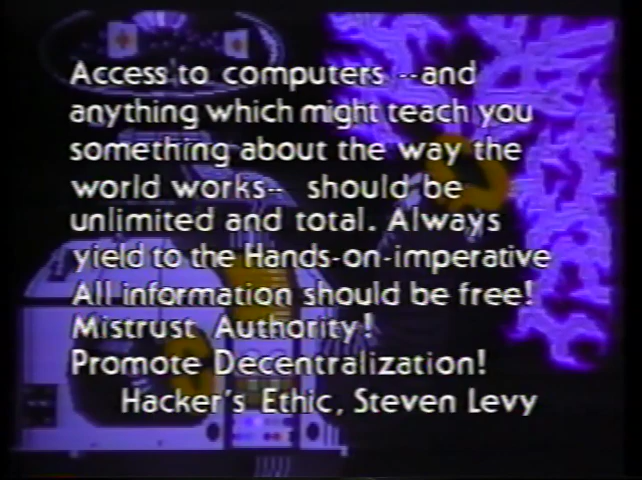 Access to computers --and
anything which might teach you
something about the way the
world works-- should be
unlimited and total. Always
yield to the Hands-on-imperative
All information should be free!
Mistrust Authority!
Promote Decentralization!
Hacker's Ethic, Steven Levy